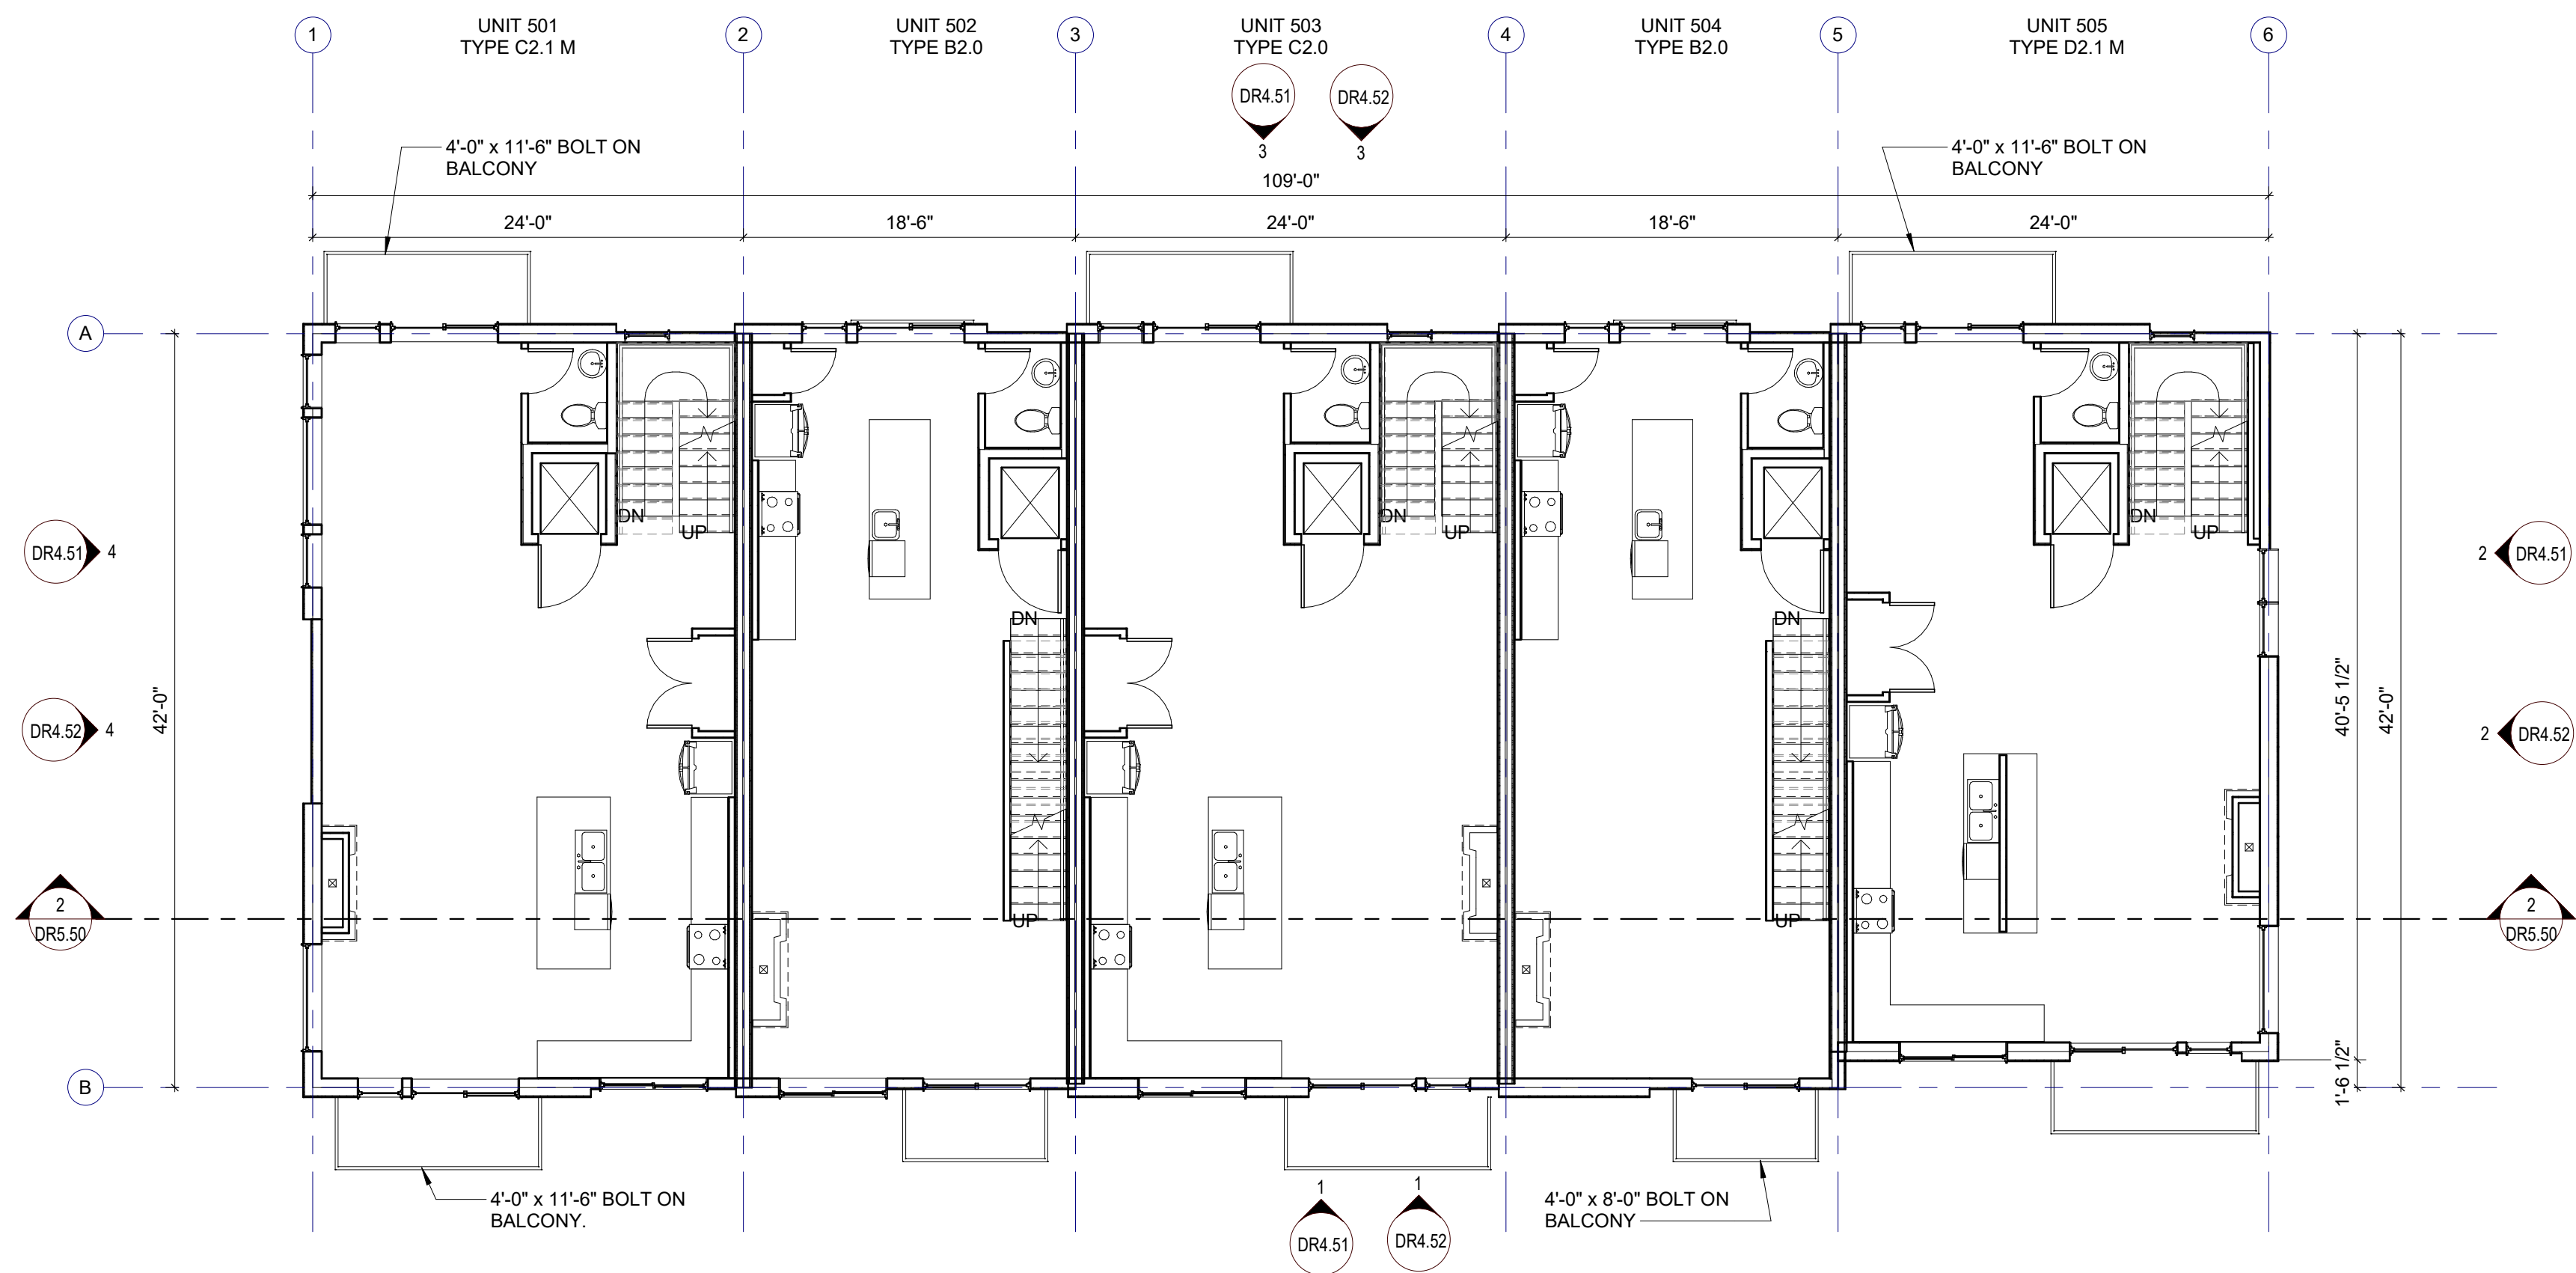 1
UNIT 501
TYPE C2.1 M
2
UNIT 502
TYPE B2.0
3
UNIT 503
TYPE C2.0
4
UNIT 504
TYPE B2.0
5
UNIT 505
TYPE D2.1 M
6
DR4.51
3
DR4.52
3
4'-0" x 11'-6" BOLT ON
BALCONY
4'-0" x 11'-6" BOLT ON
BALCONY
109'-0"
24'-0"
18'-6"
24'-0"
18'-6"
24'-0"
A
DN
UP
DN
UP
DN
UP
DR4.51
4
2
DR4.51
DN
DN
42'-0"
40'-5 1/2"
42'-0"
DR4.52
4
2
DR4.52
2
DR5.50
UP
UP
2
DR5.50
B
1'-6 1/2"
4'-0" x 11'-6" BOLT ON
BALCONY.
1
DR4.51
1
DR4.52
4'-0" x 8'-0" BOLT ON
BALCONY